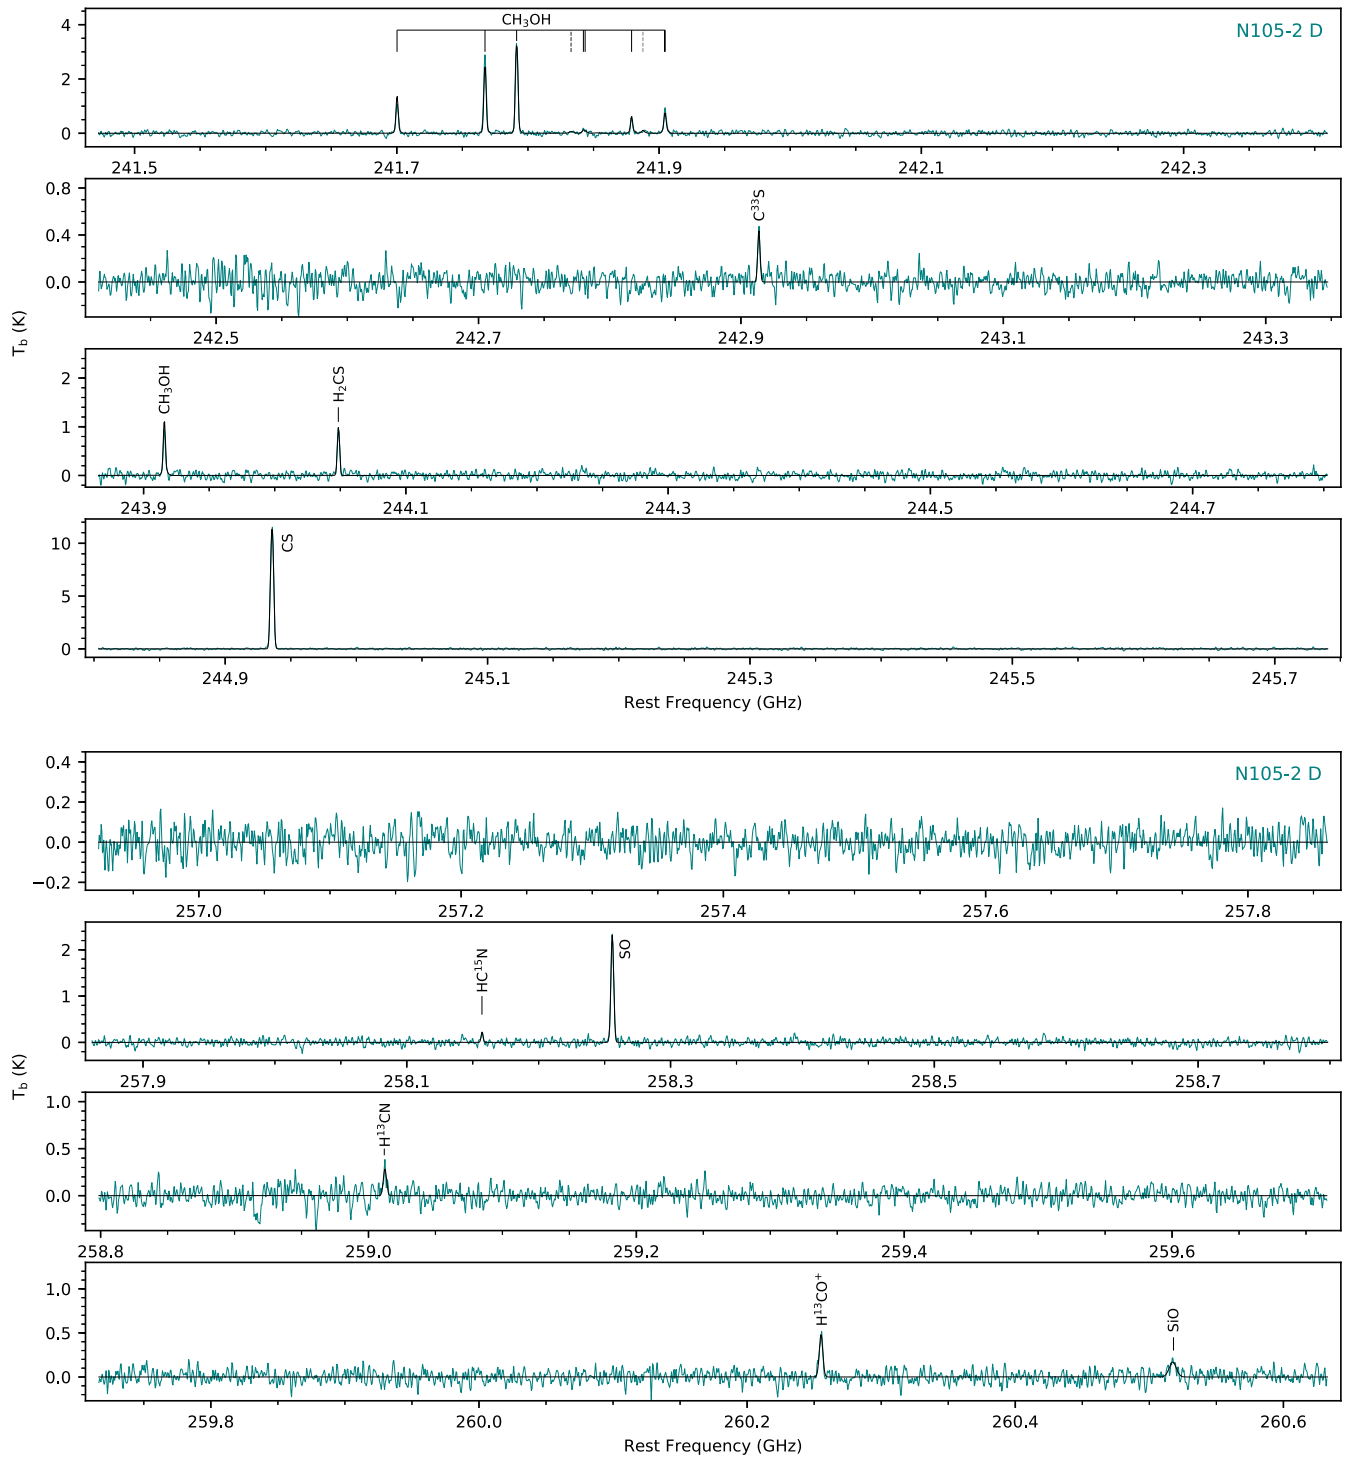 CH₃OH
N105-2 D
4
2
0
241.5 241.7 241.9 242.1 242.3
C³³S
0.8
0.4
0.0
242.5 242.7 242.9 243.1 243.3
T_b (K)
CH₃OH
H₂CS
2
1
0
243.9 244.1 244.3 244.5 244.7
CS
10
5
0
244.9 245.1 245.3 245.5 245.7
Rest Frequency (GHz)
N105-2 D
0.4
0.2
0.0
−0.2
257.0 257.2 257.4 257.6 257.8
HC¹⁵N
SO
2
1
0
257.9 258.1 258.3 258.5 258.7
T_b (K)
H¹³CN
1.0
0.5
0.0
258.8 259.0 259.2 259.4 259.6
H¹³CO⁺
SiO
1.0
0.5
0.0
259.8 260.0 260.2 260.4 260.6
Rest Frequency (GHz)